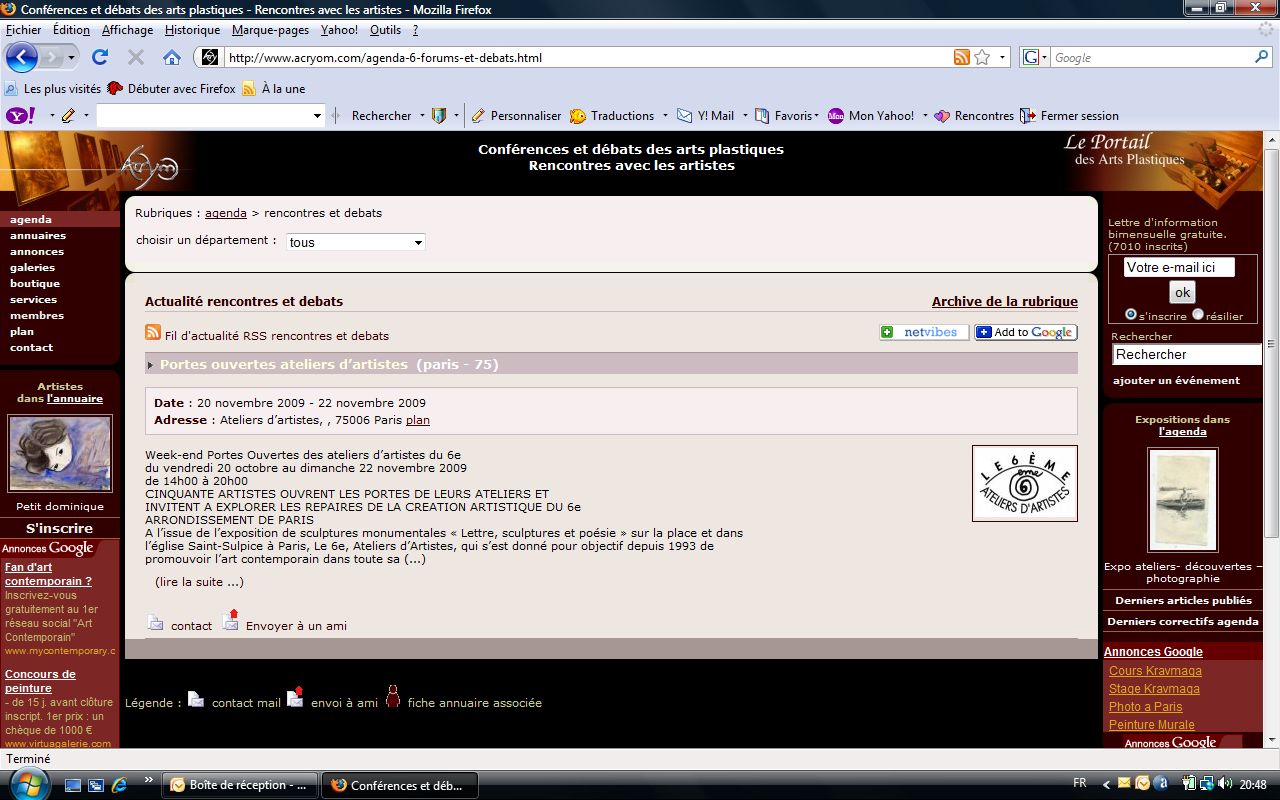 Conférences et débats des arts plastiques - Rencontres avec les artistes - Mozilla Firefox
Fichier Édition Affichage Historique Marque-pages Yahoo! Outils ?
http://www.acryom.com/agenda-6-forums-et-debats.html
Google
Les plus visités Débuter avec Firefox À la une
Y! Rechercher Personnaliser Traductions Y! Mail Favoris Mon Yahoo! Rencontres Fermer session
Acryom
Conférences et débats des arts plastiques
Rencontres avec les artistes
Le Portail
des Arts Plastiques
agenda
annuaires
annonces
galeries
boutique
services
membres
plan
contact
Artistes
dans l'annuaire
Petit dominique
S'inscrire
Annonces Google
Fan d'art
contemporain ?
Inscrivez-vous
gratuitement au 1er
réseau social "Art
Contemporain"
www.mycontemporary.c
Concours de
peinture
- de 15 j. avant clôture
inscript. 1er prix : un
chèque de 1000 €
www.virtuagalerie.com
Rubriques : agenda > rencontres et debats
choisir un département : tous
Actualité rencontres et debats
Archive de la rubrique
Fil d'actualité RSS rencontres et debats
netvibes
Add to Google
Portes ouvertes ateliers d’artistes (paris - 75)
Date : 20 novembre 2009 - 22 novembre 2009
Adresse : Ateliers d’artistes, , 75006 Paris plan
Week-end Portes Ouvertes des ateliers d’artistes du 6e
du vendredi 20 octobre au dimanche 22 novembre 2009
de 14h00 à 20h00
CINQUANTE ARTISTES OUVRENT LES PORTES DE LEURS ATELIERS ET
INVITENT A EXPLORER LES REPAIRES DE LA CREATION ARTISTIQUE DU 6e
ARRONDISSEMENT DE PARIS
A l’issue de l’exposition de sculptures monumentales « Lettre, sculptures et poésie » sur la place et dans
l’église Saint-Sulpice à Paris, Le 6e, Ateliers d’Artistes, qui s’est donné pour objectif depuis 1993 de
promouvoir l’art contemporain dans toute sa (...)
(lire la suite ...)
LE 6ÈME
eme
6
ATELIERS D'ARTISTES
contact Envoyer à un ami
Légende : contact mail envoi à ami fiche annuaire associée
Lettre d'information
bimensuelle gratuite.
(7010 inscrits)
Votre e-mail ici
ok
s'inscrire résilier
Rechercher
Rechercher
ajouter un événement
Expositions dans
l'agenda
Expo ateliers- découvertes –
photographie
Derniers articles publiés
Derniers correctifs agenda
Annonces Google
Cours Kravmaga
Stage Kravmaga
Photo a Paris
Peinture Murale
Annonces Google
Terminé
Boîte de réception - ... Conférences et déb... FR 20:48